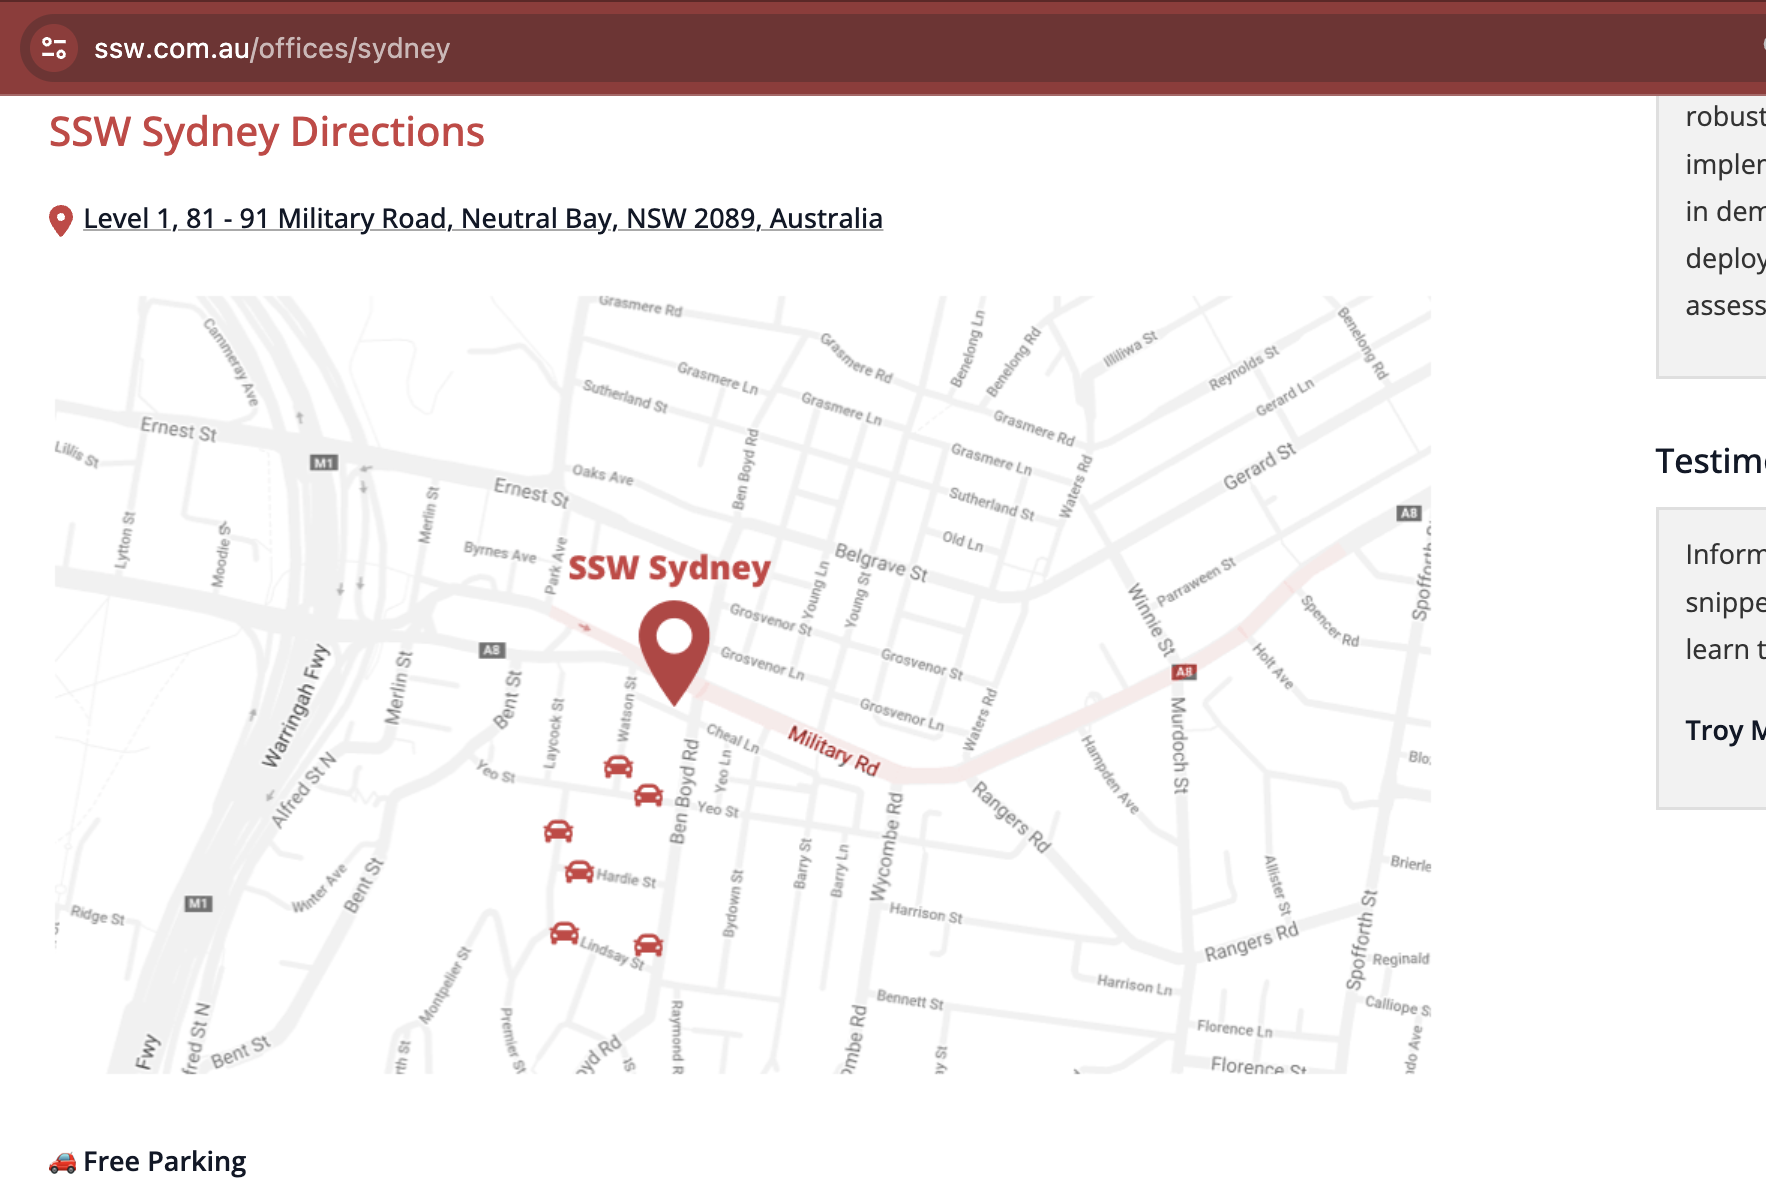 ssw.com.au/offices/sydney
SSW Sydney Directions
Level 1, 81 - 91 Military Road, Neutral Bay, NSW 2089, Australia
Grasmere Rd
Cammeray Ave
Grasmere Rd
Benelong Ln
Benelong Rd
Illiliwa St
Benelong Rd
Reynolds St
Grasmere Ln
Sutherland St
Grasmere Ln
Gerard Ln
Grasmere Rd
Ernest St
Lillis St
M1
Oaks Ave
Ernest St
Ben Boyd Rd
Grasmere Ln
Waters Rd
Gerard St
Sutherland St
A8
Merlin St
Lytton St
Moodie St
Byrnes Ave
Park Ave
Old Ln
Belgrave St
SSW Sydney
Young Ln
Young St
Parraween St
Winnie St
Spofforth S
Spencer Rd
Grosvenor St
A8
Grosvenor Ln
Grosvenor St
A8
Holt Ave
Warringah Fwy
Merlin St
Bent St
Laycock St
Watson St
Grosvenor Ln
Waters Rd
Murdoch St
Cheal Ln
Military Rd
Hampden Ave
Yeo St
Yeo Ln
Ben Boyd Rd
Blo
Alfred St N
Yeo St
Rangers Rd
Wycombe Rd
Barry St
Barry Ln
Brierle
Winter Ave
Bent St
Hardie St
Bydown St
Allister St
M1
Ridge St
Harrison St
Lindsay St
Rangers Rd
Spofforth St
Reginald
Montpelier St
Harrison Ln
Bennett St
Calliope S
Premier St
Raymond R
ombe Rd
Florence Ln
Fwy
fred St N
Bent St
rth St
oyd Rd
St
ay St
Florence St
ndo Ave
Free Parking
robust
impler
in dem
deploy
assess
Testim
Inform
snippe
learn t
Troy M